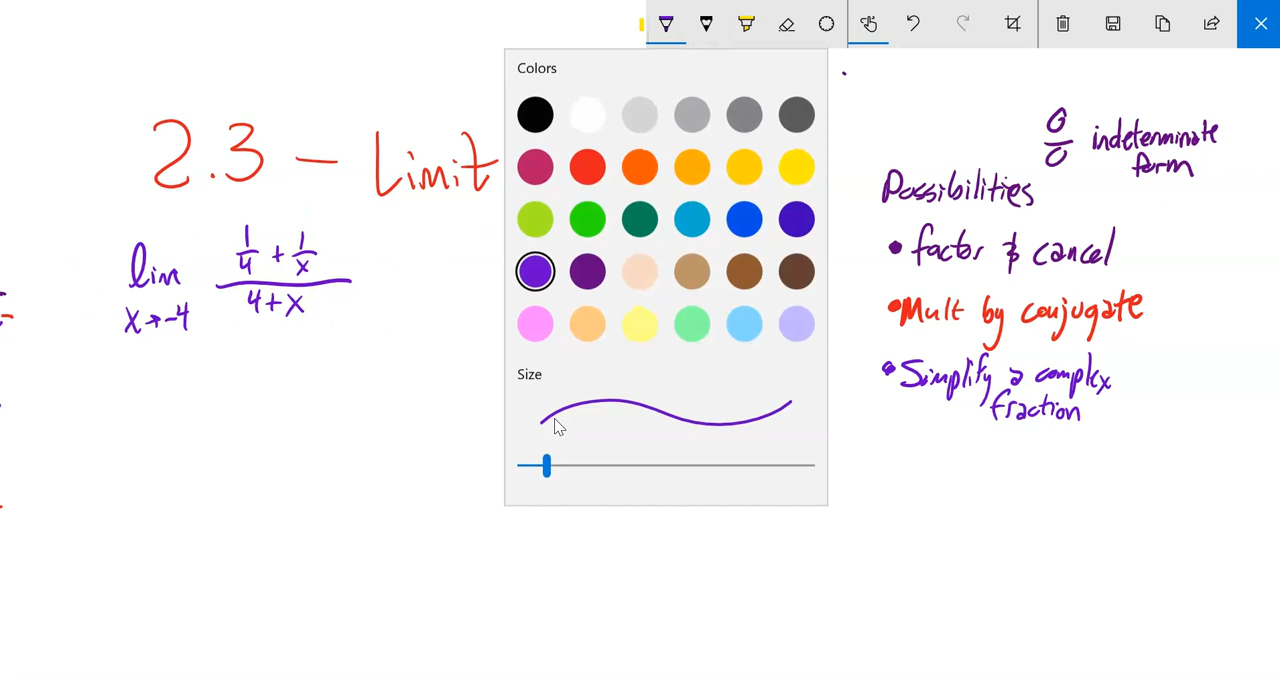 Colors
2.3 - Limit
0/0 indeterminate form
Possibilities
• factor & cancel
• Mult by conjugate
• Simplify a complex
fraction
lim x→-4 (1/4 + 1/x)/(4+x)
Size